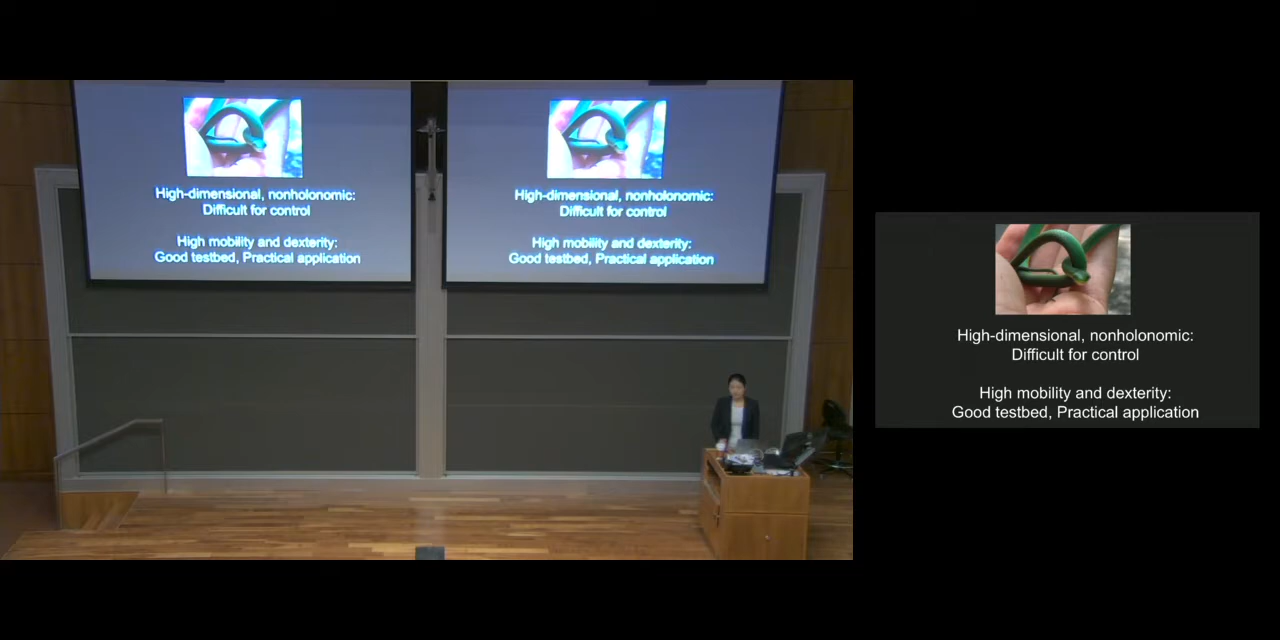 High-dimensional, nonholonomic:
Difficult for control
High mobility and dexterity:
Good testbed, Practical application
High-dimensional, nonholonomic:
Difficult for control
High mobility and dexterity:
Good testbed, Practical application
High-dimensional, nonholonomic:
Difficult for control
High mobility and dexterity:
Good testbed, Practical application